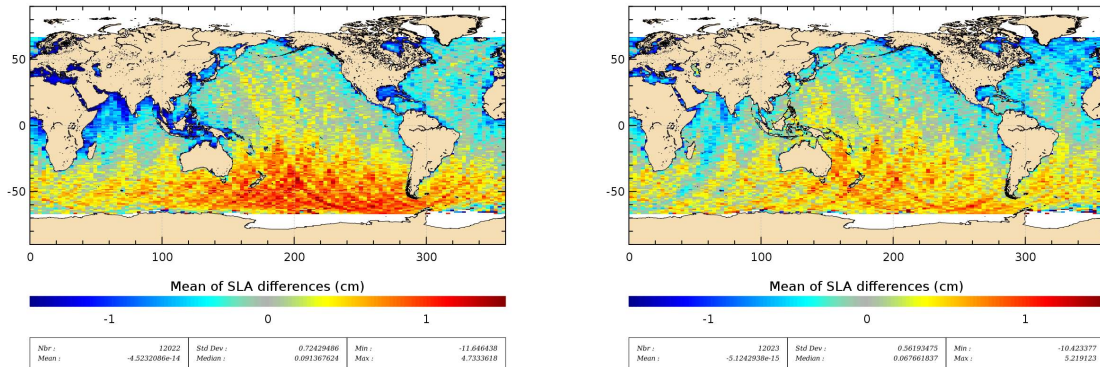 50
0
-50
0 100 200 300
Mean of SLA differences (cm)
-1 0 1
Nbr : 12022 Std Dev : 0.72429486 Min : -11.646438
Mean : -4.5232086e-14 Median : 0.091367624 Max : 4.7333618
50
0
-50
0 100 200 300
Mean of SLA differences (cm)
-1 0 1
Nbr : 12023 Std Dev : 0.56193475 Min : -10.423377
Mean : -5.1242938e-15 Median : 0.067661837 Max : 5.219123